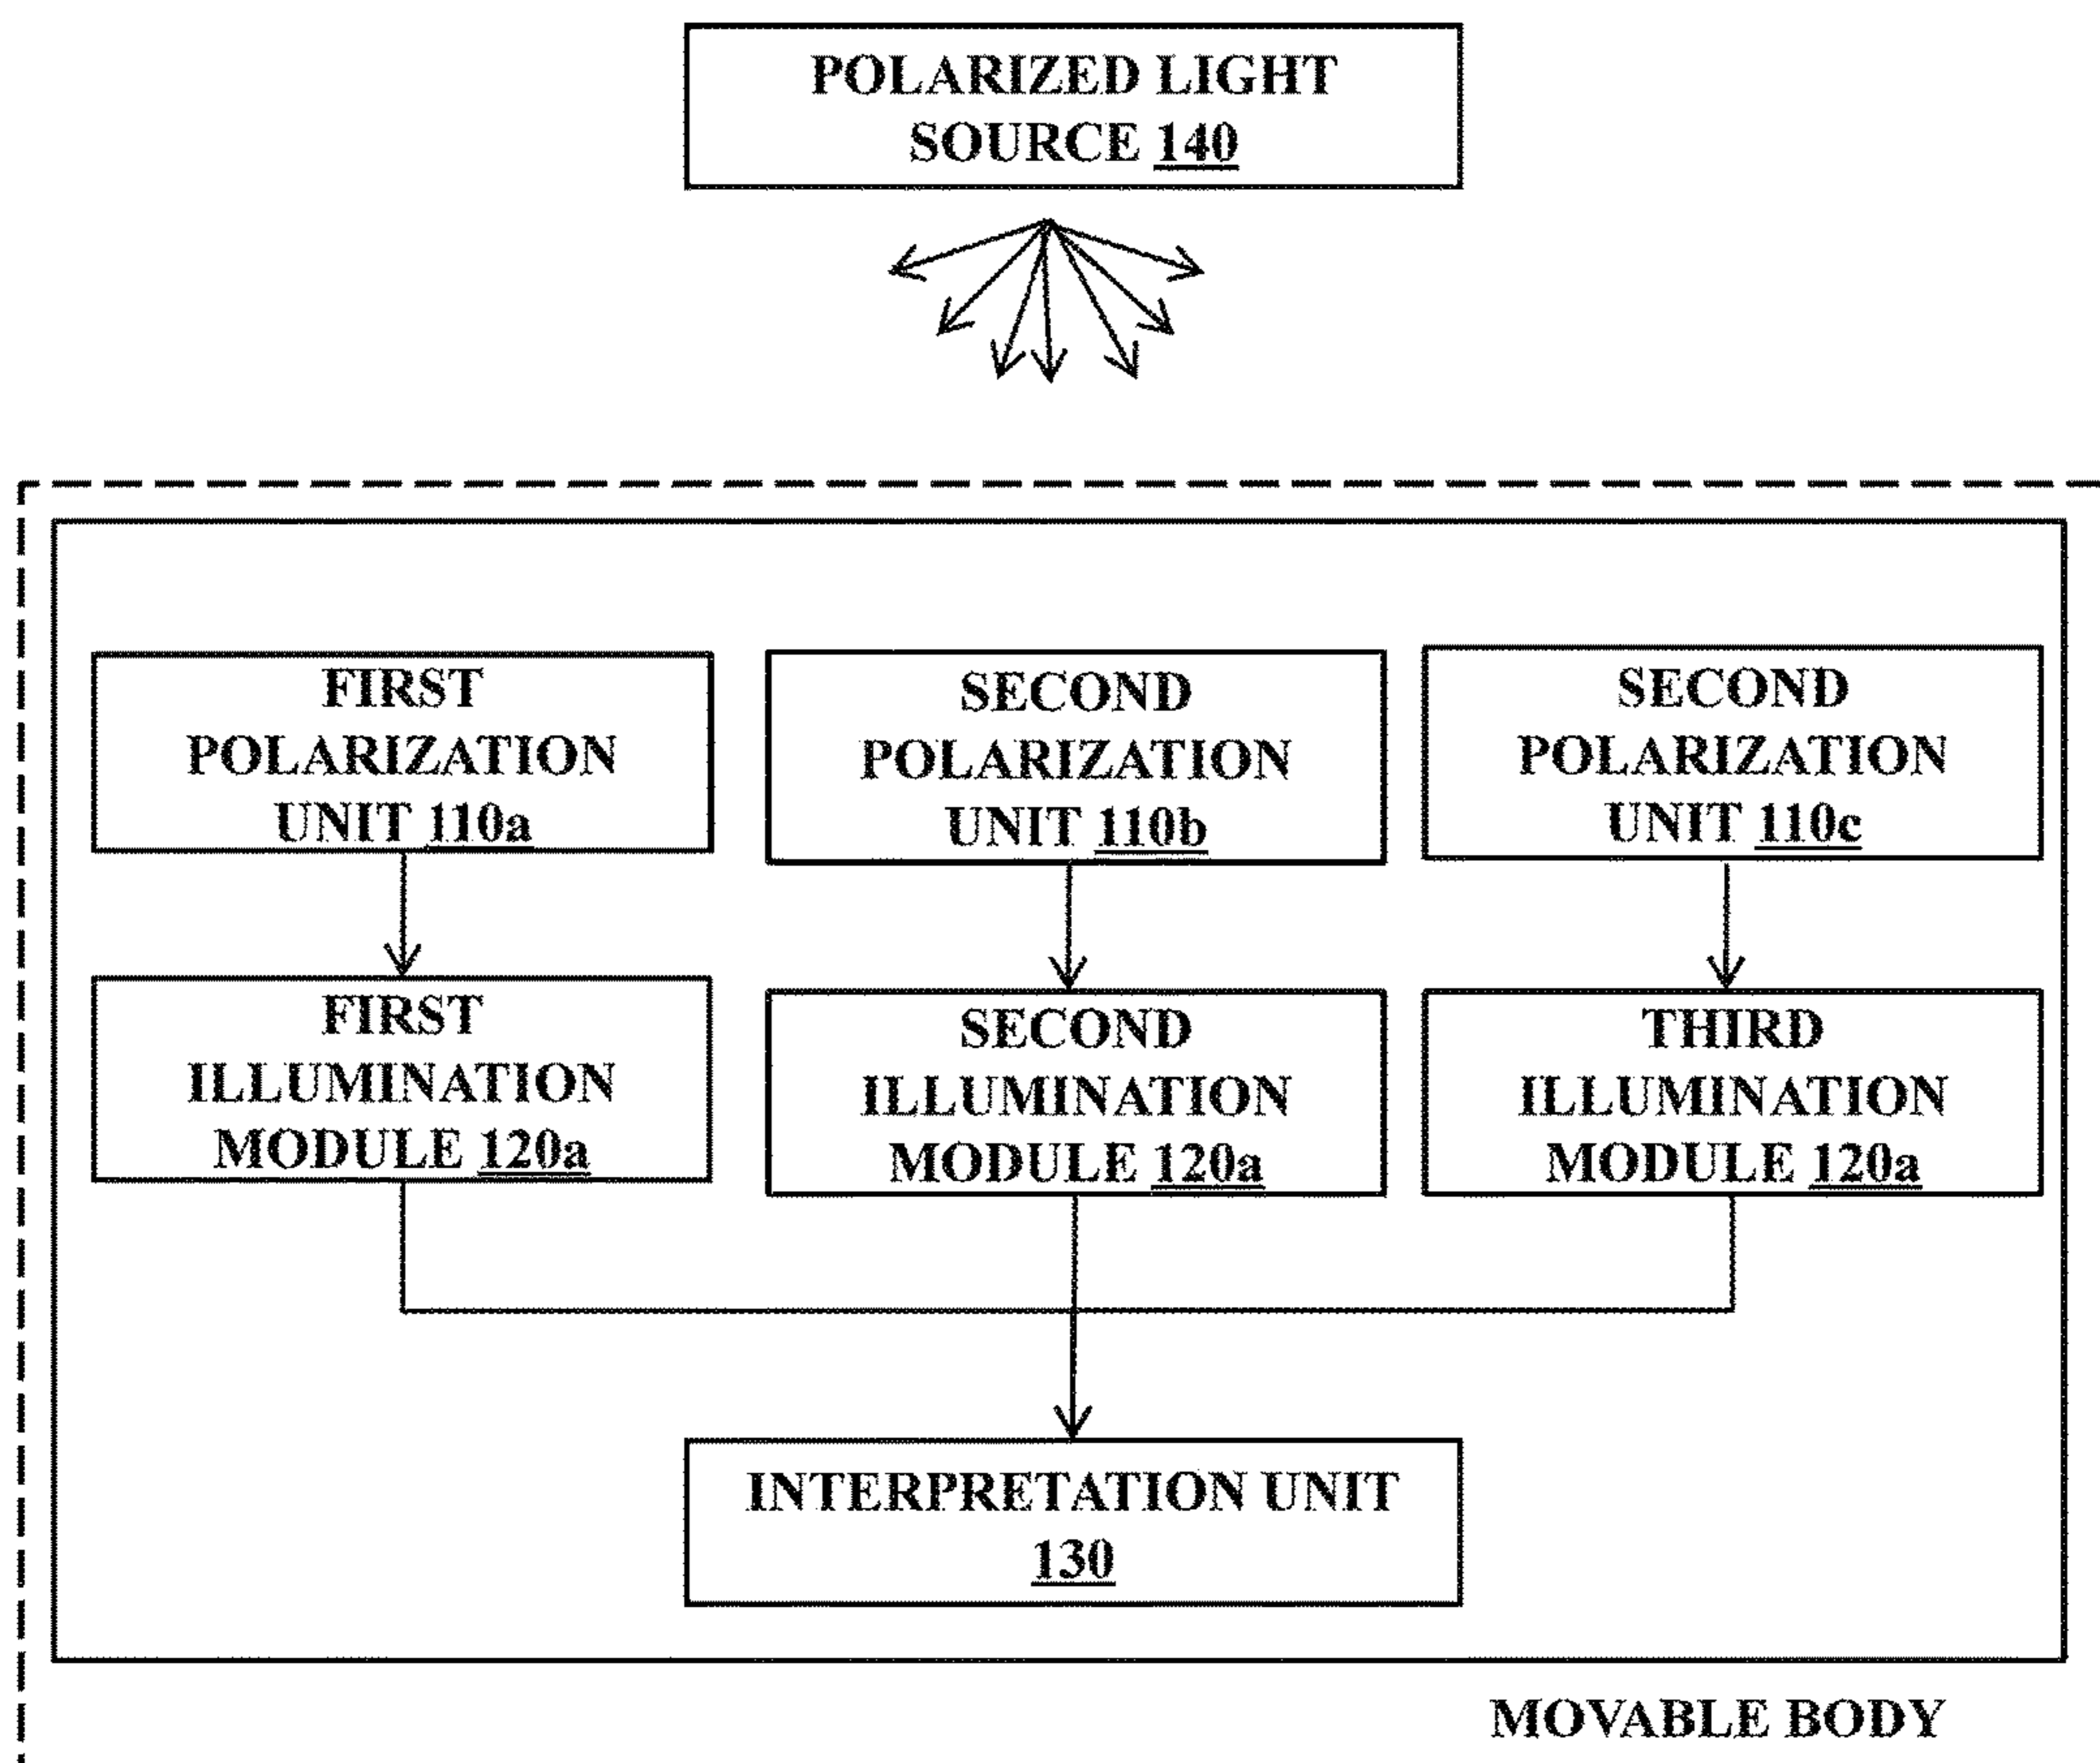 POLARIZED LIGHT
SOURCE 140
FIRST
POLARIZATION
UNIT 110a
SECOND
POLARIZATION
UNIT 110b
SECOND
POLARIZATION
UNIT 110c
FIRST
ILLUMINATION
MODULE 120a
SECOND
ILLUMINATION
MODULE 120a
THIRD
ILLUMINATION
MODULE 120a
INTERPRETATION UNIT
130
MOVABLE BODY